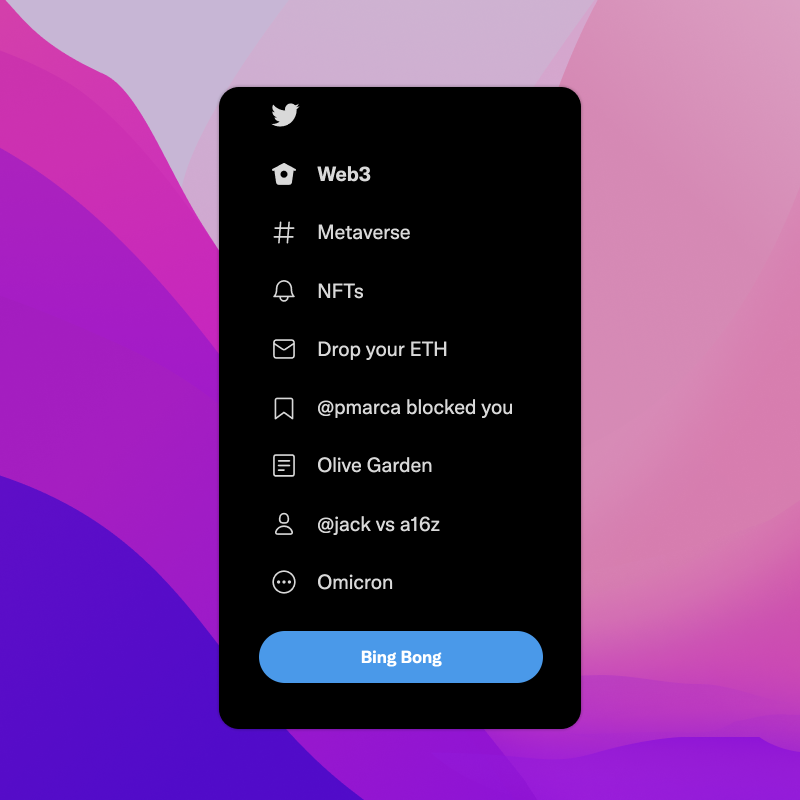 Web3
Metaverse
NFTs
Drop your ETH
@pmarca blocked you
Olive Garden
@jack vs a16z
Omicron
Bing Bong